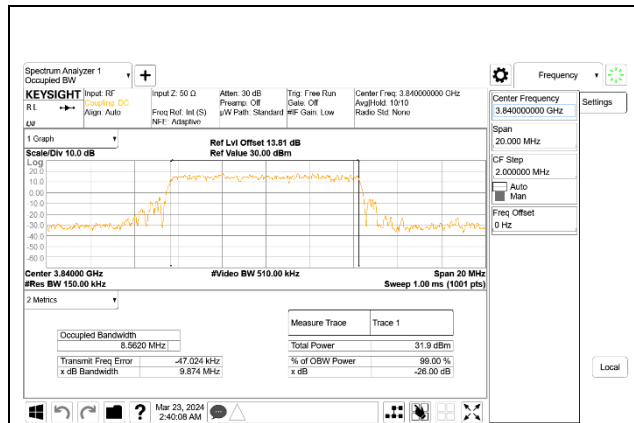 Spectrum Analyzer 1
Occupied BW
+
Frequency
KEYSIGHT
RL
Input: RF
Coupling: DC
Align: Auto
Input Z: 50 Ω
Freq Ref: Int (S)
NFE: Adaptive
Atten: 30 dB
Preamp: Off
µW Path: Standard
Trig: Free Run
Gate: Off
#IF Gain: Low
Center Freq: 3.840000000 GHz
Avg|Hold: 10/10
Radio Std: None
Center Frequency
3.840000000 GHz
Settings
Span
20.000 MHz
CF Step
2.000000 MHz
Auto
Man
Freq Offset
0 Hz
Local
1 Graph
Scale/Div 10.0 dB
Ref Lvl Offset 13.81 dB
Ref Value 30.00 dBm
Log
20.0
10.0
0.00
-10.0
-20.0
-30.0
-40.0
-50.0
-60.0
Center 3.84000 GHz
#Res BW 150.00 kHz
#Video BW 510.00 kHz
Span 20 MHz
Sweep 1.00 ms (1001 pts)
2 Metrics
Occupied Bandwidth
8.5620 MHz
Transmit Freq Error -47.024 kHz
x dB Bandwidth 9.874 MHz
Measure Trace Trace 1
Total Power 31.9 dBm
% of OBW Power 99.00 %
x dB -26.00 dB
?
Mar 23, 2024
2:40:08 AM